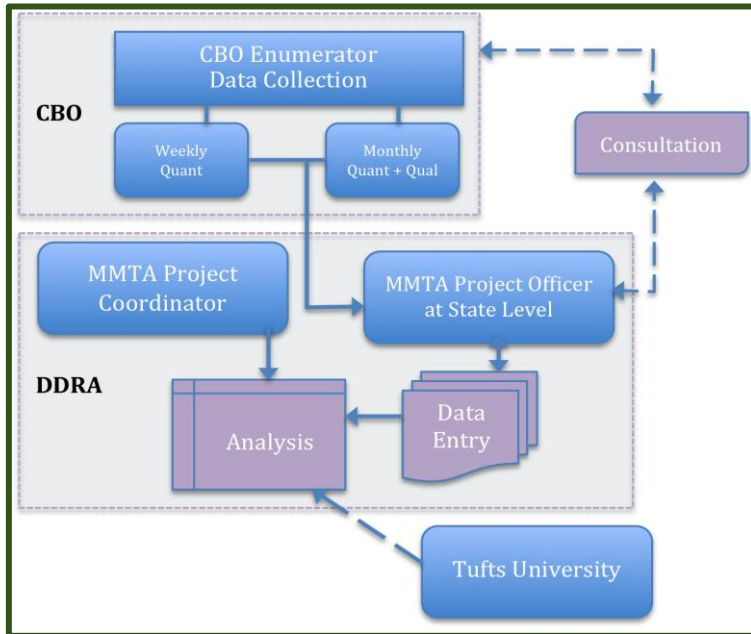 CBO Enumerator
Data Collection
CBO
Weekly
Quant
Monthly
Quant + Qual
Consultation
MMTA Project
Coordinator
MMTA Project Officer
at State Level
DDRA
Analysis
Data
Entry
Tufts University